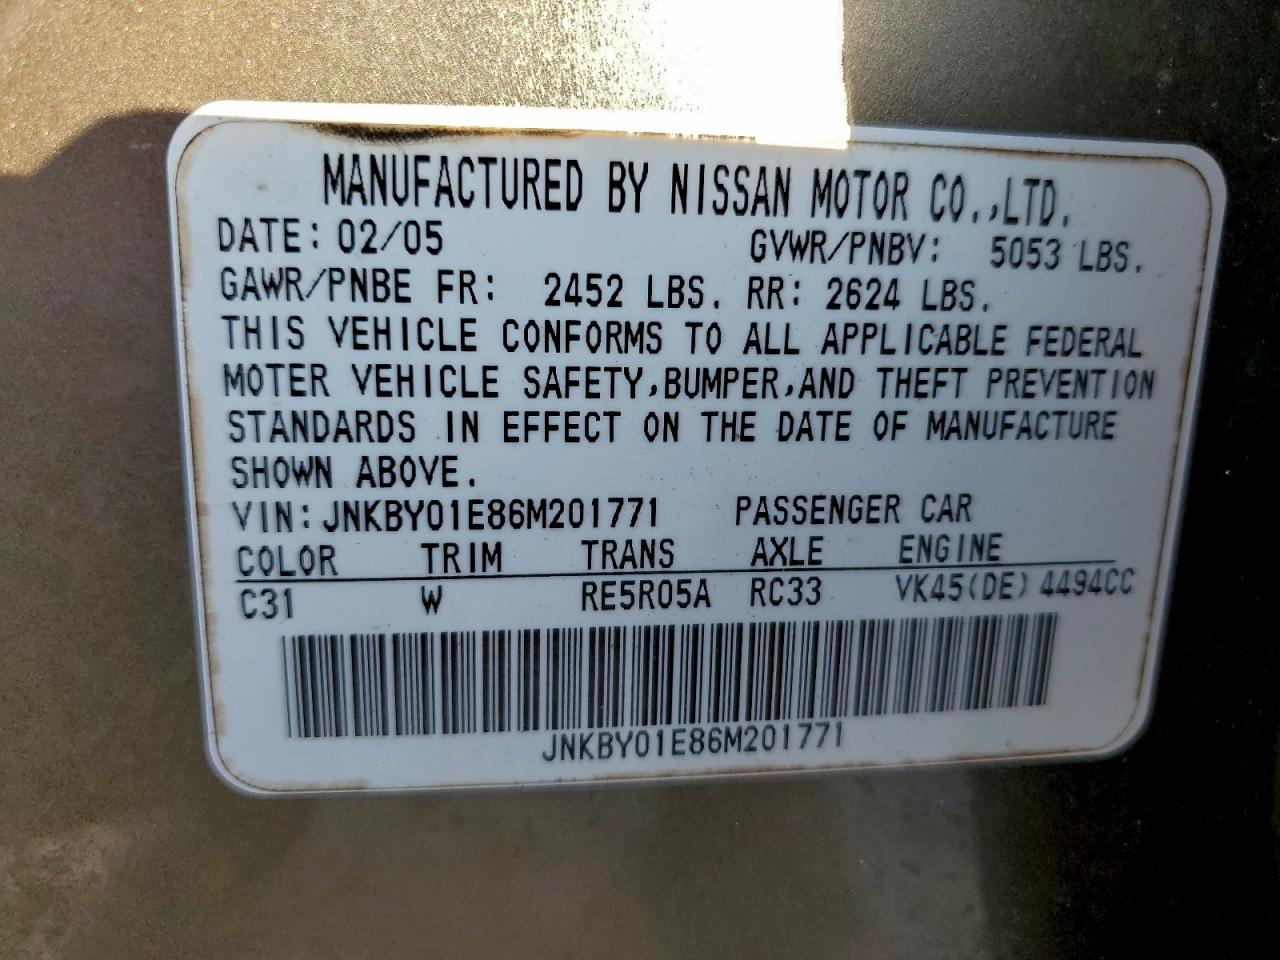 MANUFACTURED BY NISSAN MOTOR CO.,LTD.
DATE: 02/05 GVWR/PNBV: 5053 LBS.
GAWR/PNBE FR: 2452 LBS. RR: 2624 LBS.
THIS VEHICLE CONFORMS TO ALL APPLICABLE FEDERAL
MOTER VEHICLE SAFETY,BUMPER,AND THEFT PREVENTION
STANDARDS IN EFFECT ON THE DATE OF MANUFACTURE
SHOWN ABOVE.
VIN: JNKBY01E86M201771 PASSENGER CAR
COLOR TRIM TRANS AXLE ENGINE
C31 W RE5R05A RC33 VK45(DE) 4494CC
JNKBY01E86M201771